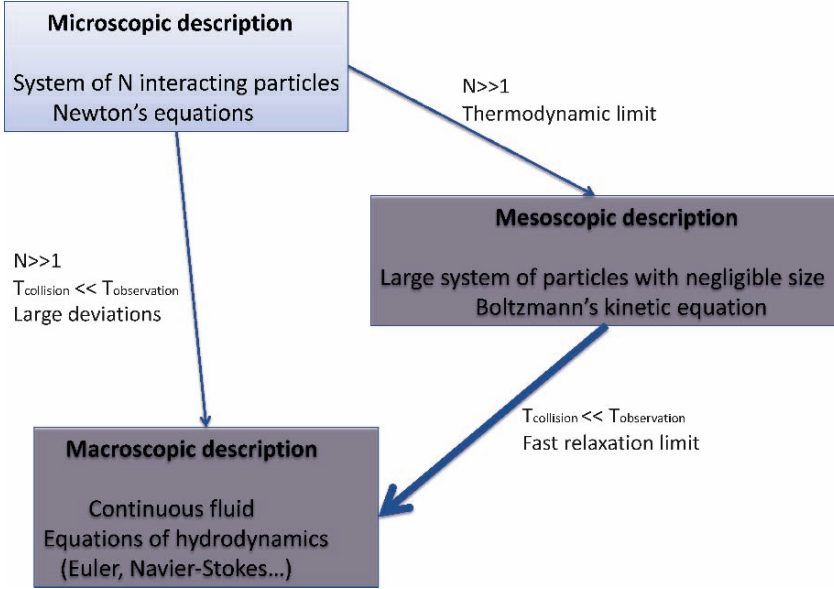 Microscopic description
System of N interacting particles
Newton's equations
N>>1
Thermodynamic limit
Mesoscopic description
Large system of particles with negligible size
Boltzmann's kinetic equation
N>>1
Tcollision << Tobservation
Large deviations
Tcollision << Tobservation
Fast relaxation limit
Macroscopic description
Continuous fluid
Equations of hydrodynamics
(Euler, Navier-Stokes...)